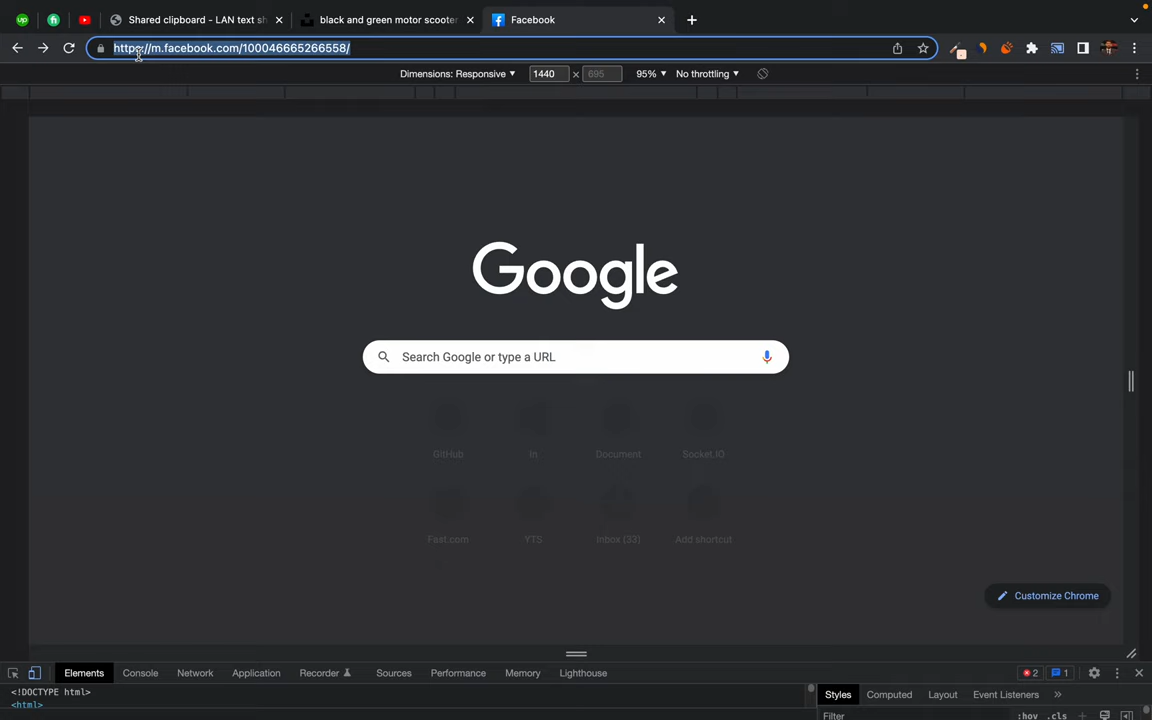 Shared clipboard - LAN text sh
black and green motor scooter
Facebook
https://m.facebook.com/100046665266558/
Dimensions: Responsive
1440
×
695
95%
No throttling
Google
Search Google or type a URL
GitHub
In
Document
Socket.IO
Fast.com
YTS
Inbox (33)
Add shortcut
Customize Chrome
Elements
Console
Network
Application
Recorder
Sources
Performance
Memory
Lighthouse
2
1
<!DOCTYPE html>
<html>
Styles
Computed
Layout
Event Listeners
Filter
:hov
.cls